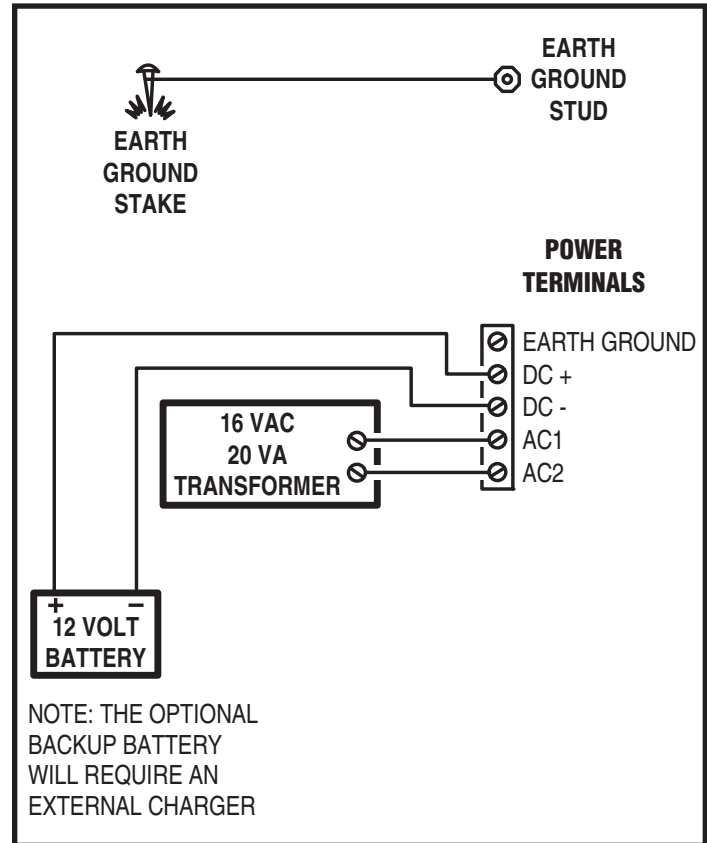 EARTH
GROUND
STUD
EARTH
GROUND
STAKE
POWER
TERMINALS
EARTH GROUND
DC +
DC -
AC1
AC2
16 VAC
20 VA
TRANSFORMER
+ –
12 VOLT
BATTERY
NOTE: THE OPTIONAL
BACKUP BATTERY
WILL REQUIRE AN
EXTERNAL CHARGER